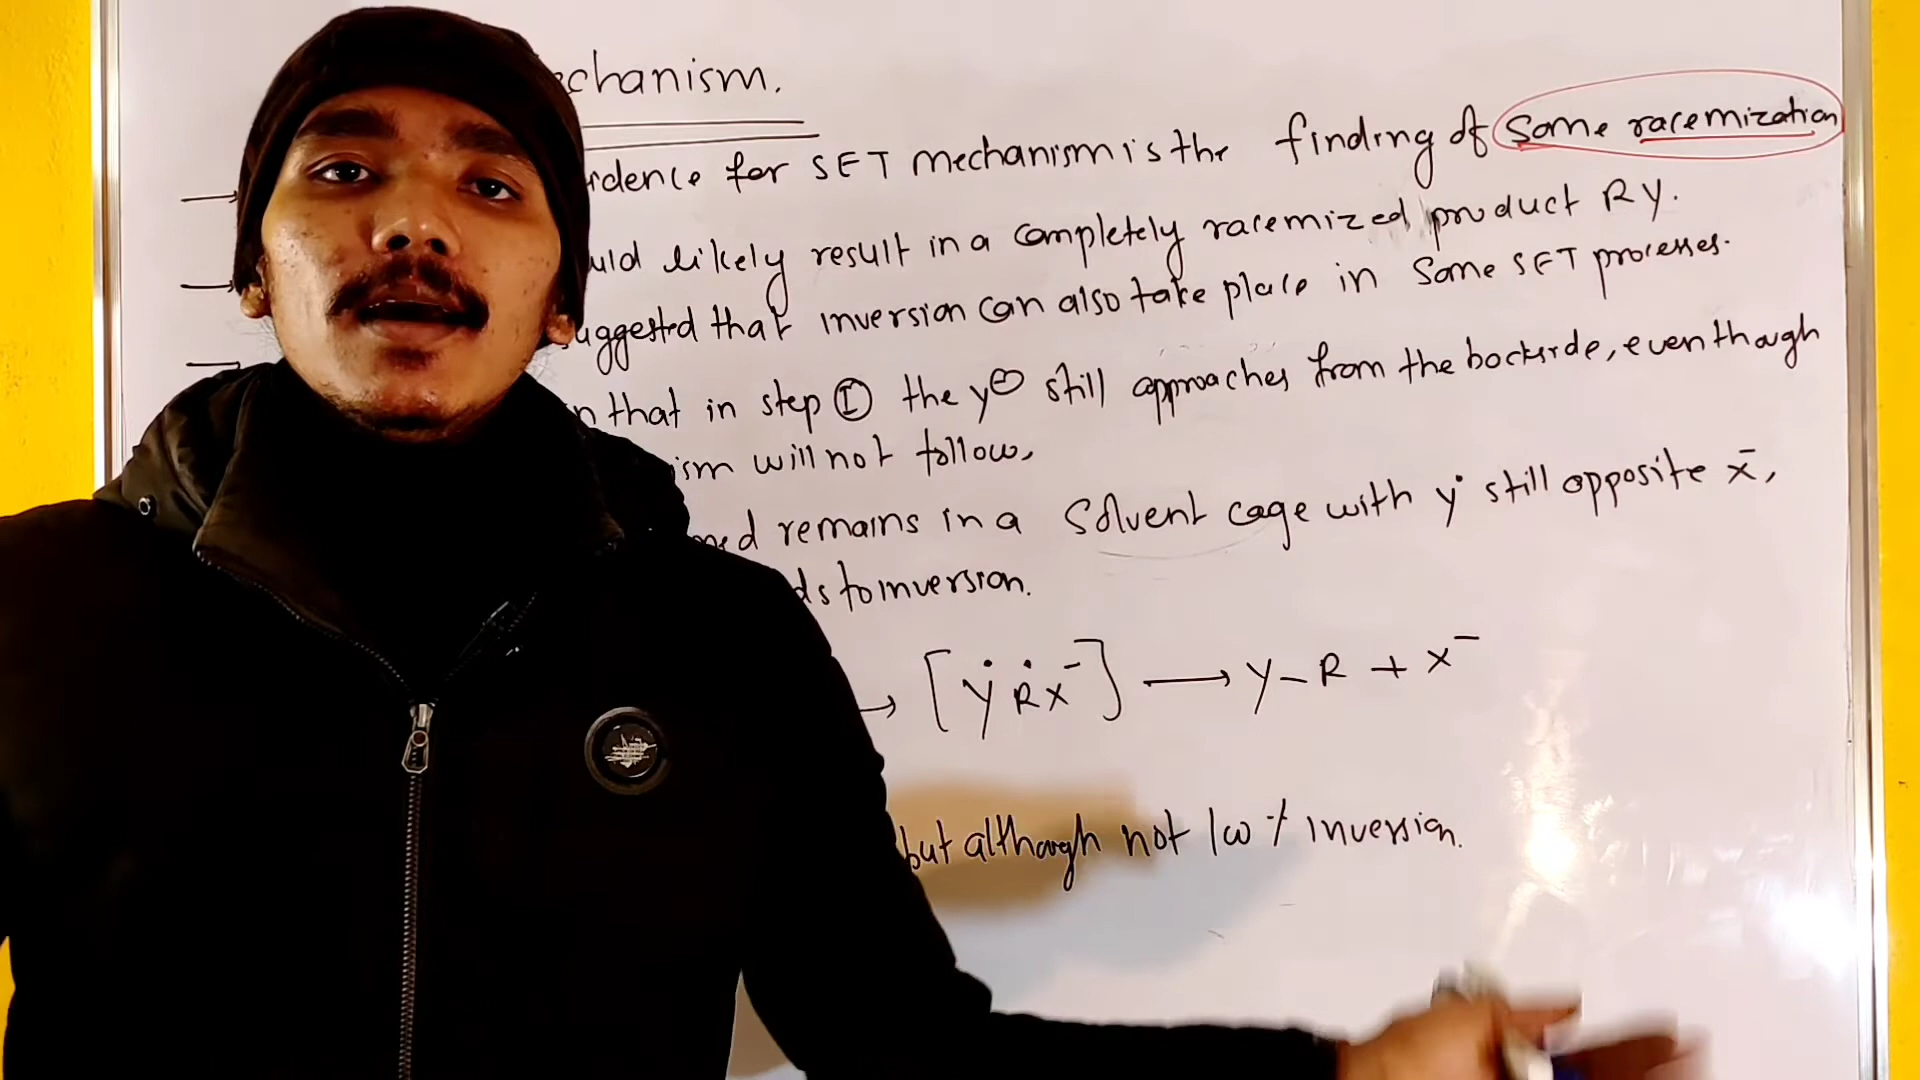 chanism.
idence for SET mechanism is the finding of some racemization
uld likely result in a completely racemized product RY.
uggested that inversion can also take place in some SET processes.
n that in step I the y⊖ still approaches from the backside, even though
ism will not follow,
med remains in a solvent cage with y˙ still opposite x̄,
ds to inversion.
→ [Ẏ Ṙ X⁻] ⟶ Y–R + X⁻
but although not 100% inversion.